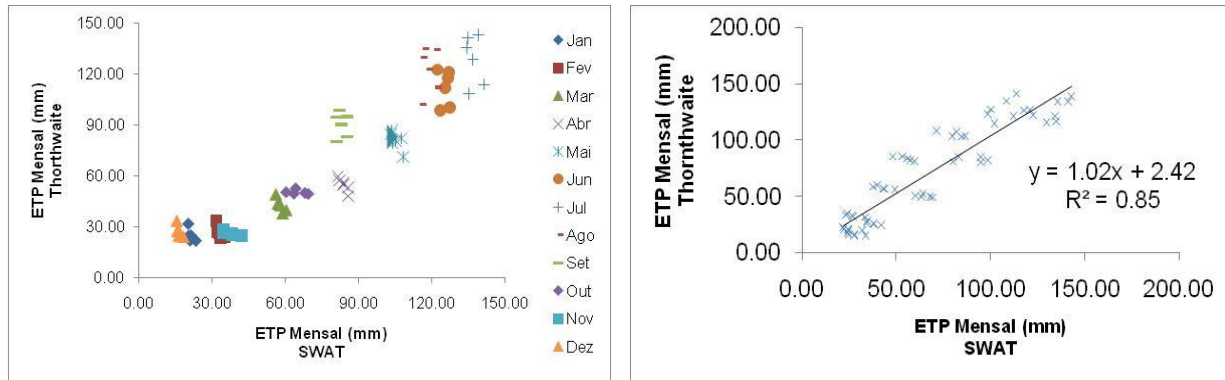 ETP Mensal (mm)
Thorthwaite
150.00
120.00
90.00
60.00
30.00
0.00
0.00 30.00 60.00 90.00 120.00 150.00
ETP Mensal (mm)
SWAT
Jan
Fev
Mar
Abr
Mai
Jun
Jul
Ago
Set
Out
Nov
Dez
ETP Mensal (mm)
Thornthwaite
200.00
150.00
100.00
50.00
0.00
0.00 50.00 100.00 150.00 200.00
y = 1.02x + 2.42
R² = 0.85
ETP Mensal (mm)
SWAT